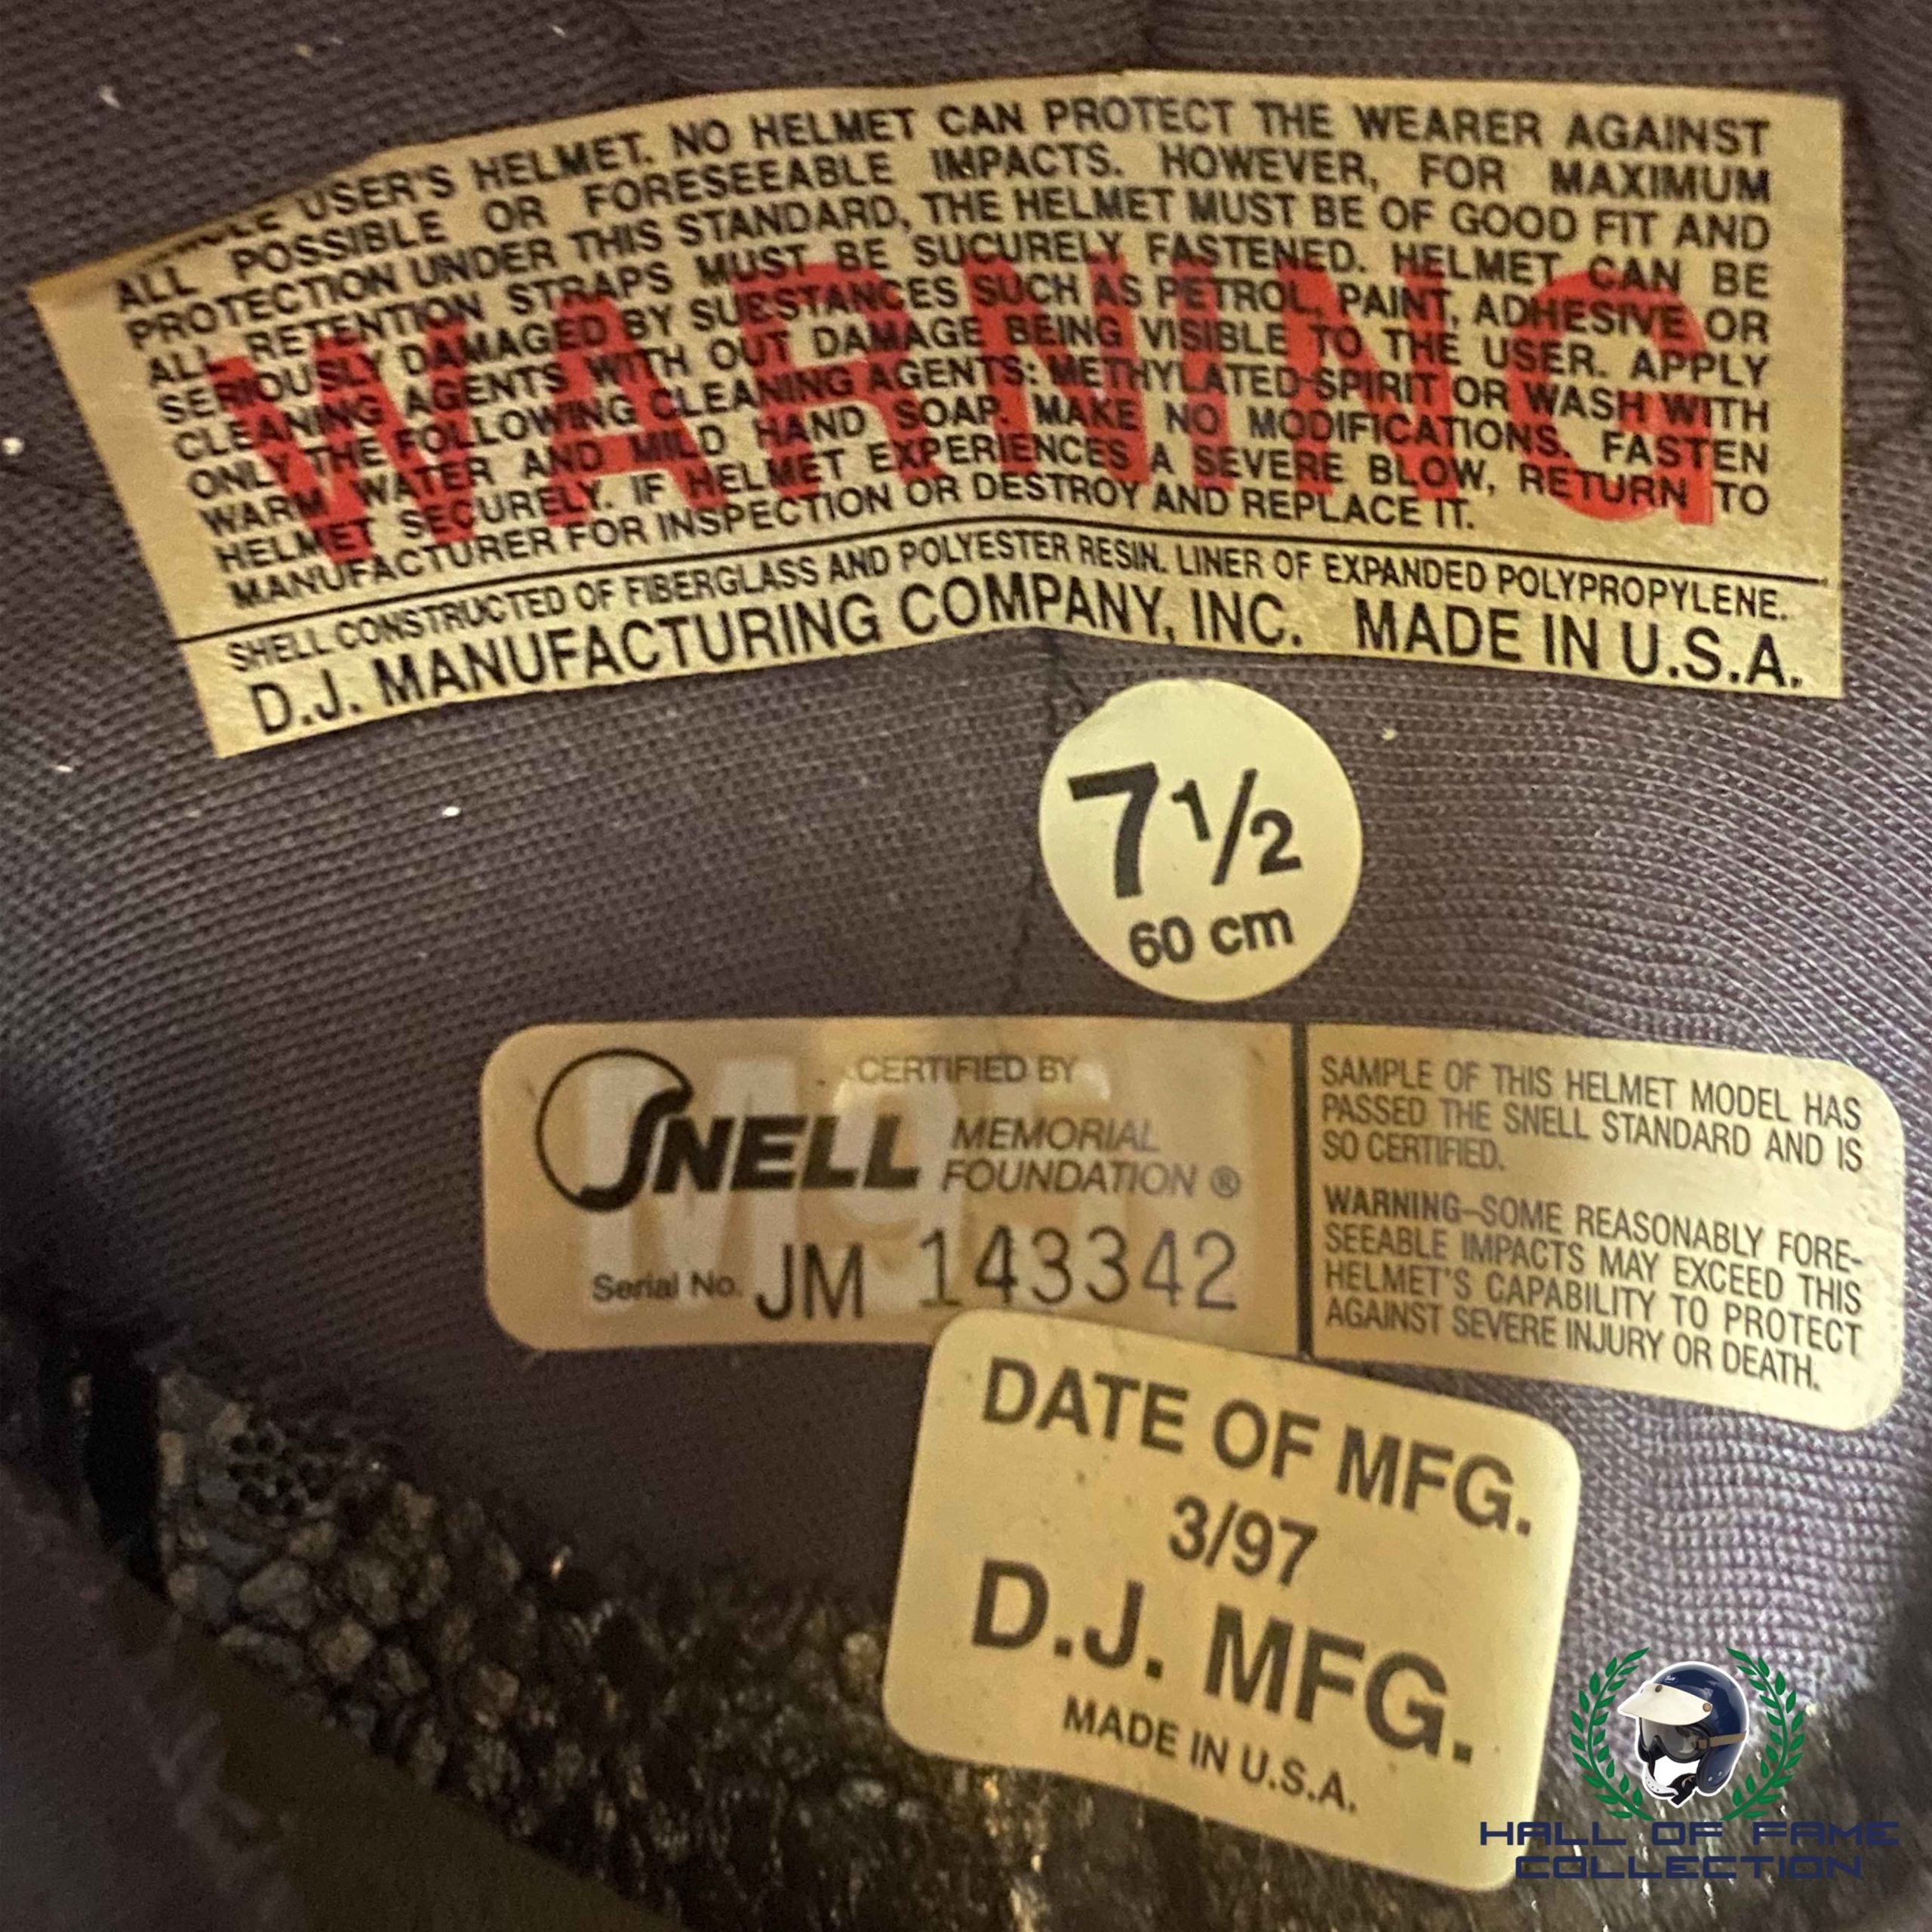 USER'S HELMET. NO HELMET CAN PROTECT THE WEARER AGAINST
ALL POSSIBLE OR FORESEEABLE IMPACTS. HOWEVER, FOR MAXIMUM
PROTECTION UNDER THIS STANDARD, THE HELMET MUST BE OF GOOD FIT AND
ALL RETENTION STRAPS MUST BE SUCURELY FASTENED. HELMET CAN BE
SERIOUSLY DAMAGED BY SUBSTANCES SUCH AS PETROL, PAINT, ADHESIVE OR
CLEANING AGENTS WITH OUT DAMAGE BEING VISIBLE TO THE USER. APPLY
ONLY THE FOLLOWING CLEANING AGENTS: METHYLATED SPIRIT OR WASH WITH
WARM WATER AND MILD HAND SOAP. MAKE NO MODIFICATIONS. FASTEN
HELMET SECURELY. IF HELMET EXPERIENCES A SEVERE BLOW, RETURN TO
MANUFACTURER FOR INSPECTION OR DESTROY AND REPLACE IT.
WARNING
SHELL CONSTRUCTED OF FIBERGLASS AND POLYESTER RESIN. LINER OF EXPANDED POLYPROPYLENE.
D.J. MANUFACTURING COMPANY, INC. MADE IN U.S.A.
7 1/2
60 cm
CERTIFIED BY
SNELL MEMORIAL
FOUNDATION ®
Serial No. JM 143342
SAMPLE OF THIS HELMET MODEL HAS
PASSED THE SNELL STANDARD AND IS
SO CERTIFIED.
WARNING–SOME REASONABLY FORE-
SEEABLE IMPACTS MAY EXCEED THIS
HELMET'S CAPABILITY TO PROTECT
AGAINST SEVERE INJURY OR DEATH.
DATE OF MFG.
3/97
D.J. MFG.
MADE IN U.S.A.
HALL OF FAME
COLLECTION